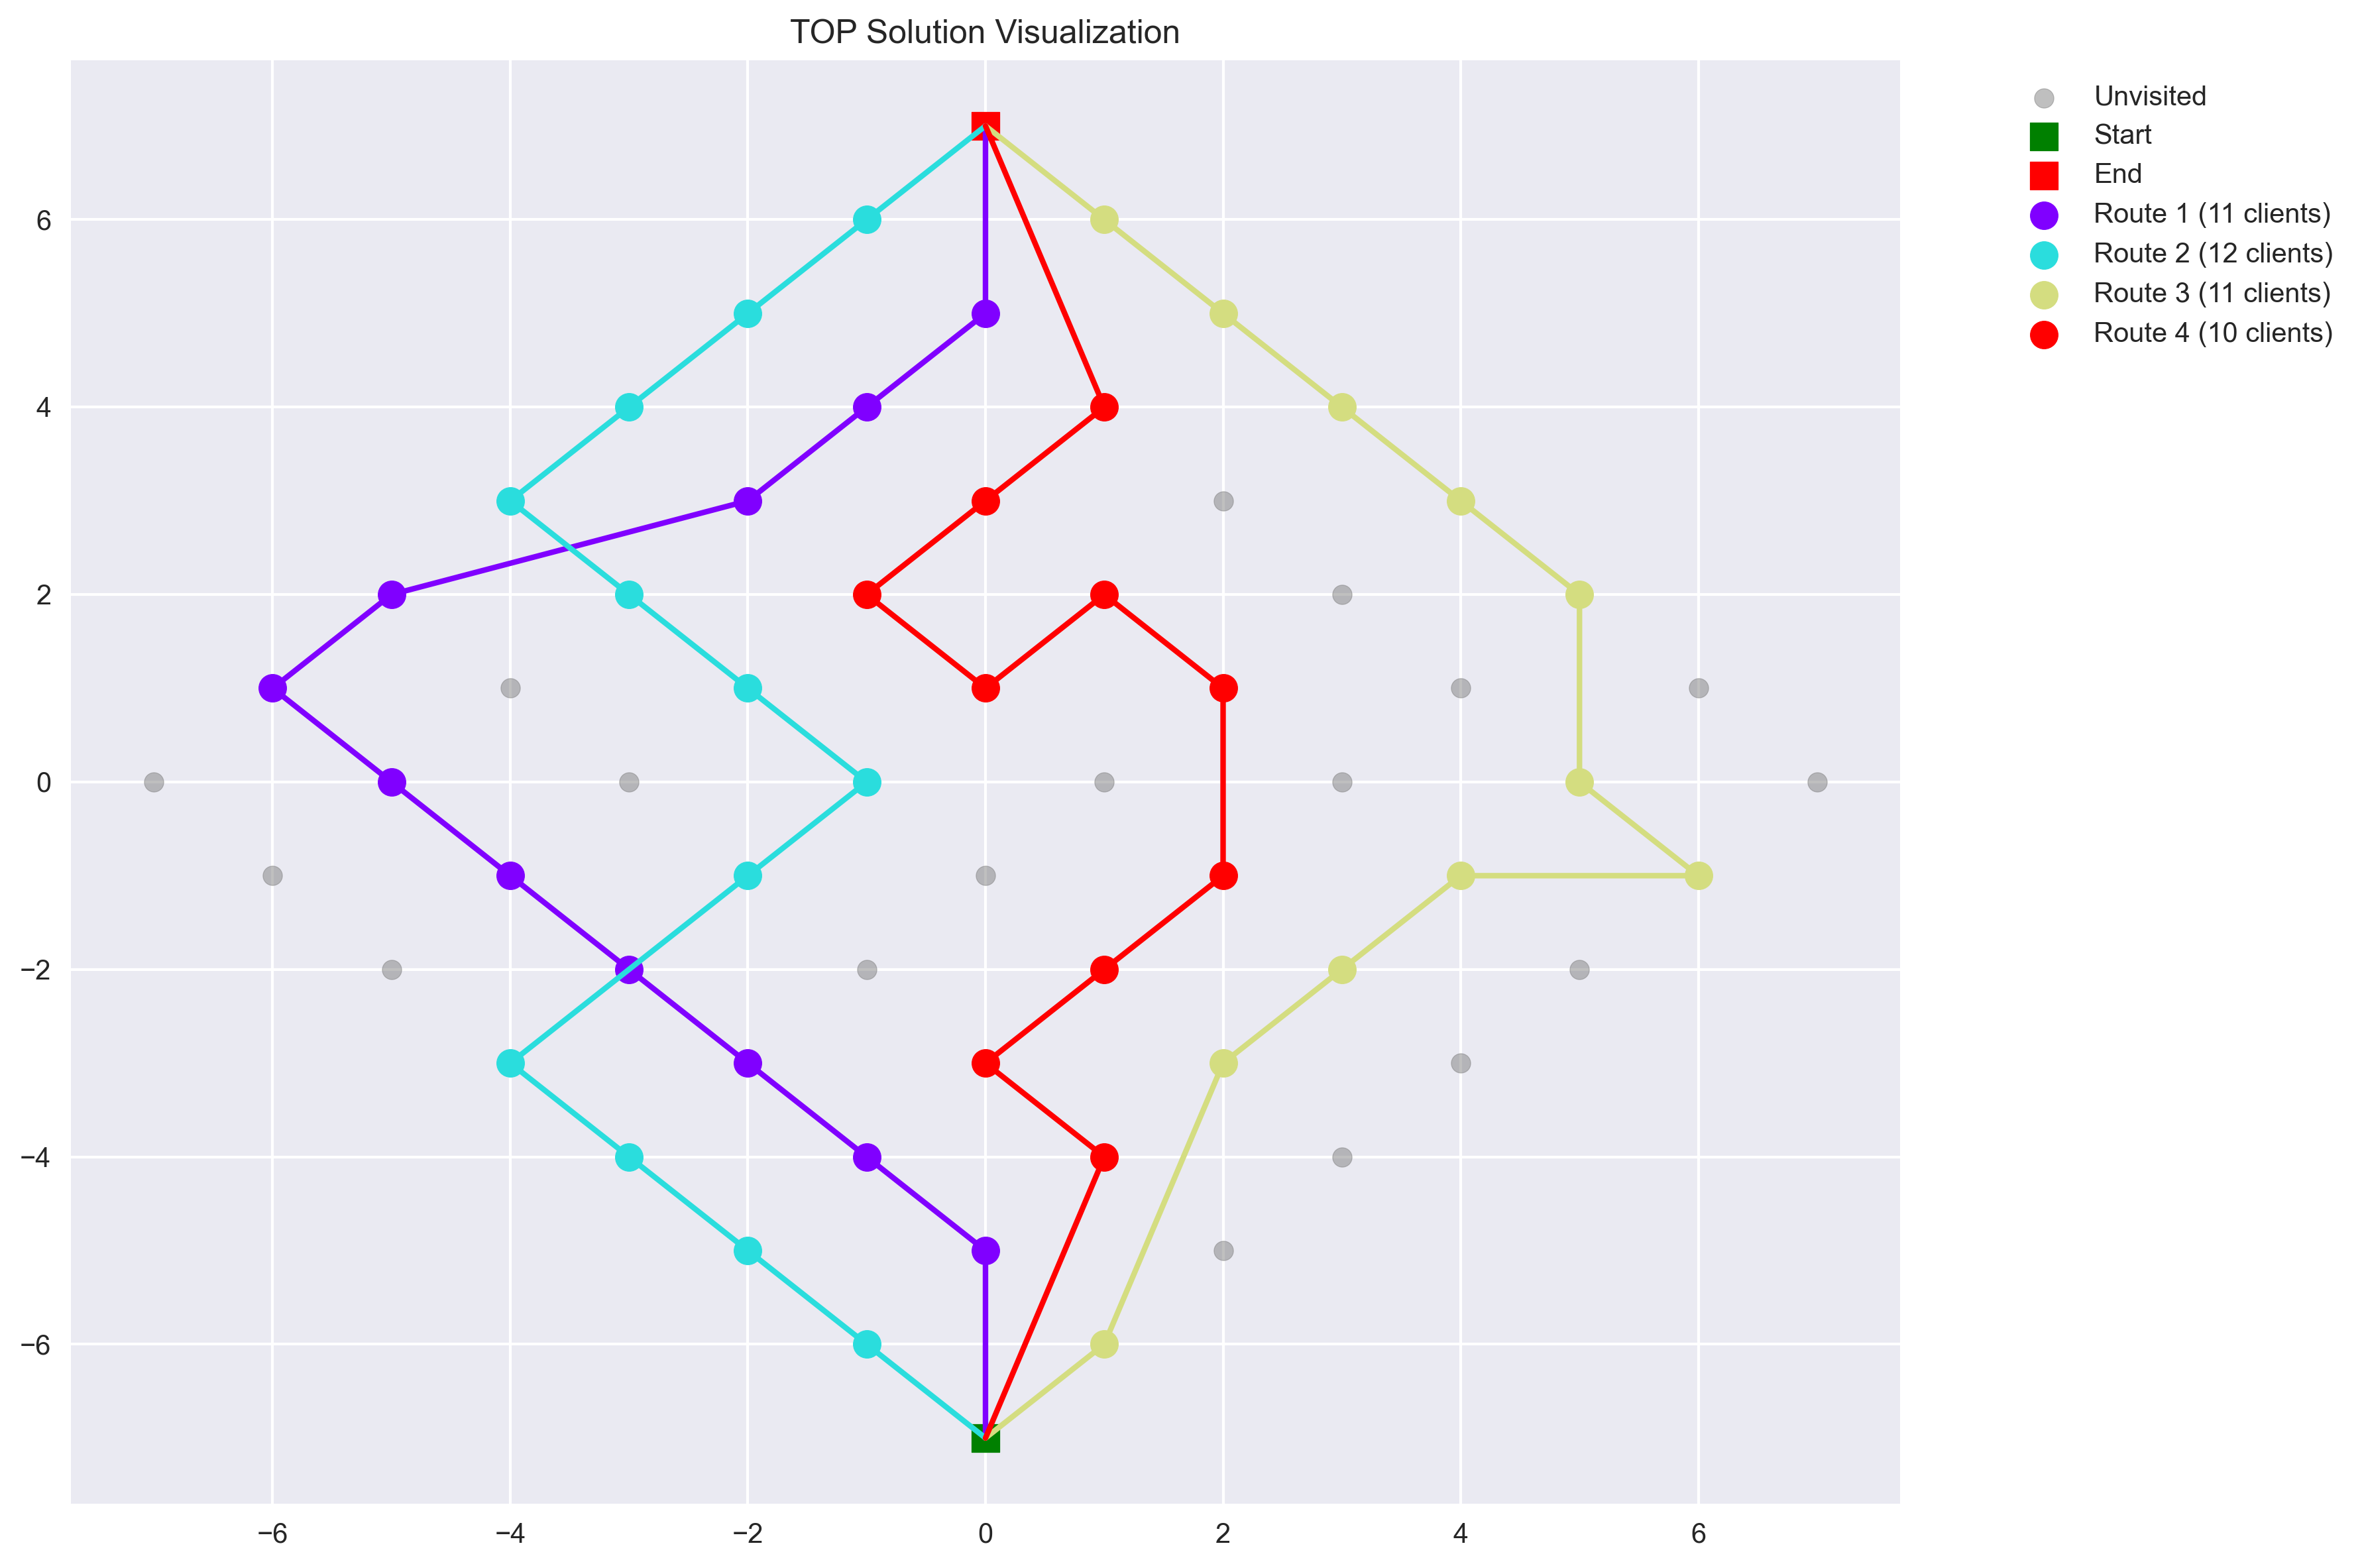 TOP Solution Visualization
Unvisited
Start
End
Route 1 (11 clients)
Route 2 (12 clients)
Route 3 (11 clients)
Route 4 (10 clients)
6
4
2
0
−2
−4
−6
−6 −4 −2 0 2 4 6